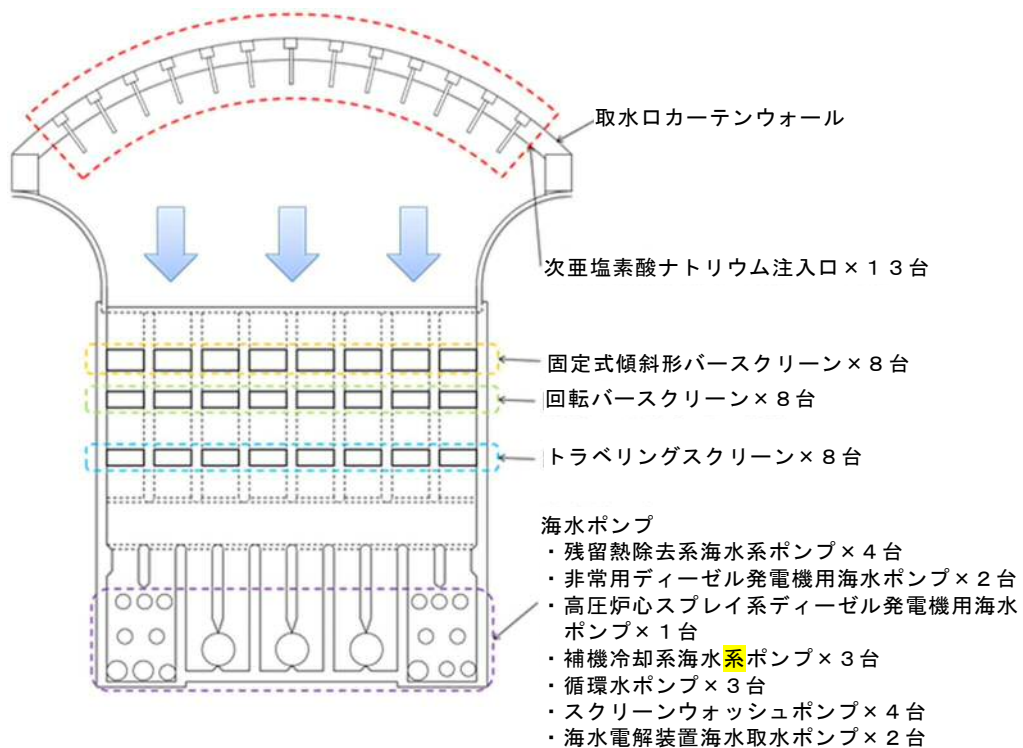 取水口カーテンウォール
次亜塩素酸ナトリウム注入口×１３台
固定式傾斜形バースクリーン×８台
回転バースクリーン×８台
トラベリングスクリーン×８台
海水ポンプ
・残留熱除去系海水系ポンプ×４台
・非常用ディーゼル発電機用海水ポンプ×２台
・高圧炉心スプレイ系ディーゼル発電機用海水
ポンプ×１台
・補機冷却系海水系ポンプ×３台
・循環水ポンプ×３台
・スクリーンウォッシュポンプ×４台
・海水電解装置海水取水ポンプ×２台